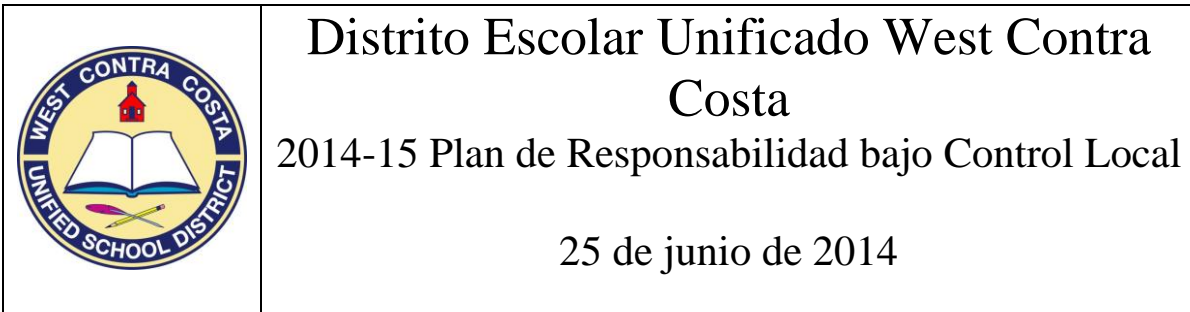 WEST CONTRA COSTA
UNIFIED SCHOOL DISTRICT
Distrito Escolar Unificado West Contra
Costa
2014-15 Plan de Responsabilidad bajo Control Local
25 de junio de 2014